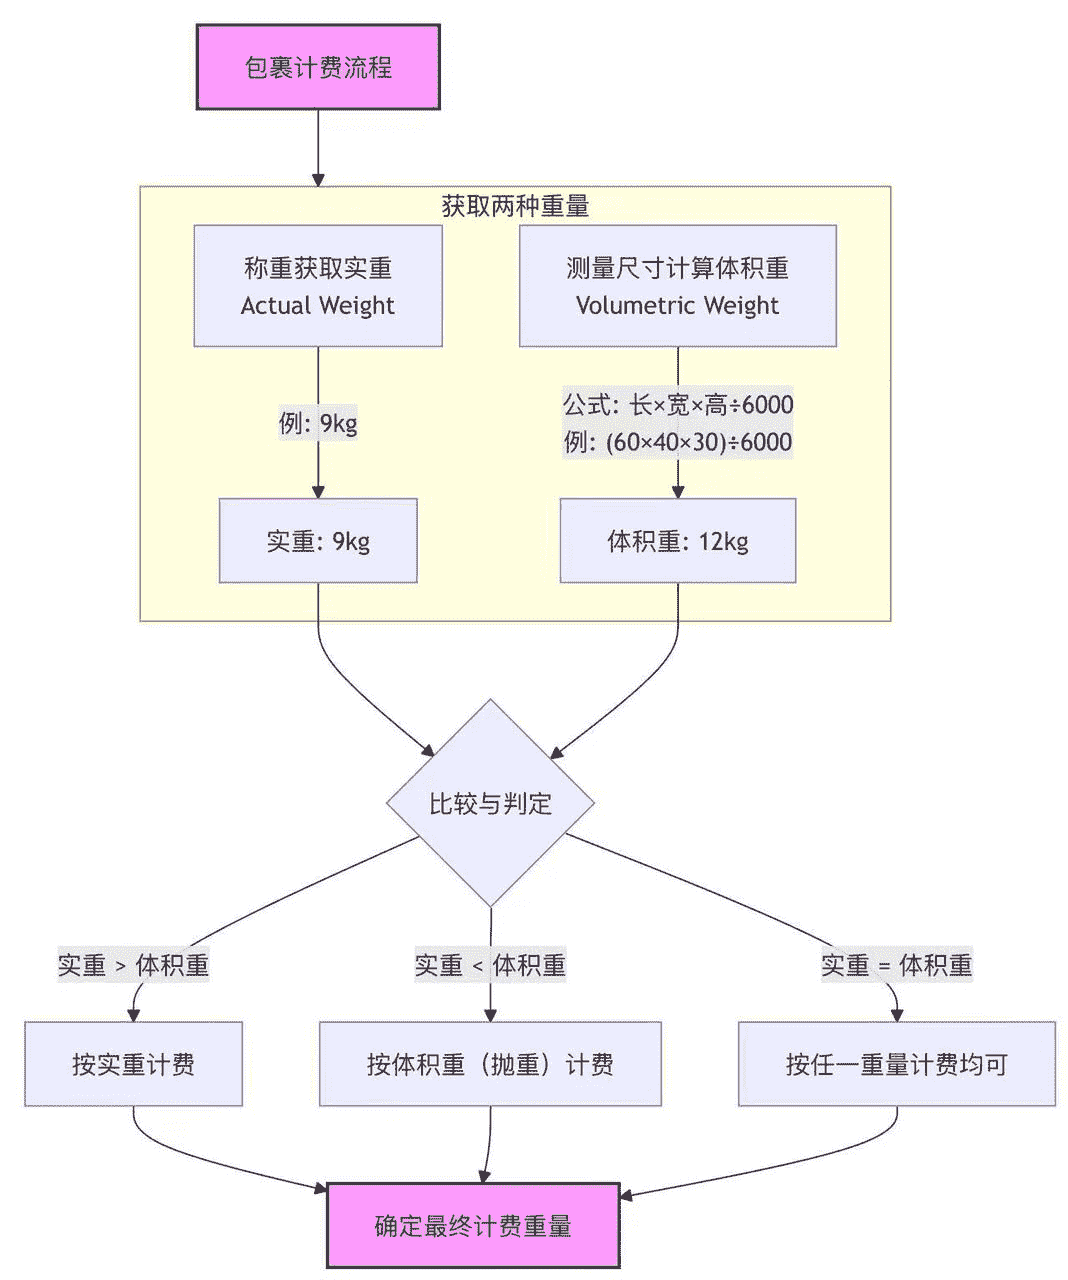 包裹计费流程
获取两种重量
称重获取实重
Actual Weight
测量尺寸计算体积重
Volumetric Weight
例: 9kg
公式: 长×宽×高÷6000
例: (60×40×30)÷6000
实重: 9kg
体积重: 12kg
比较与判定
实重 > 体积重
实重 < 体积重
实重 = 体积重
按实重计费
按体积重（抛重）计费
按任一重量计费均可
确定最终计费重量